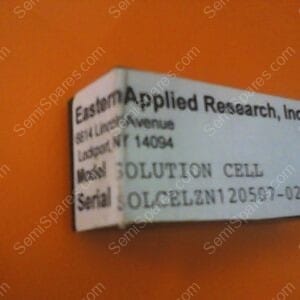 Eastern Applied Research, Inc
6614 Lincoln Avenue
Lockport, NY 14094
Model SOLUTION CELL
Serial SOLCELZN120507-02
SemiSpares.com